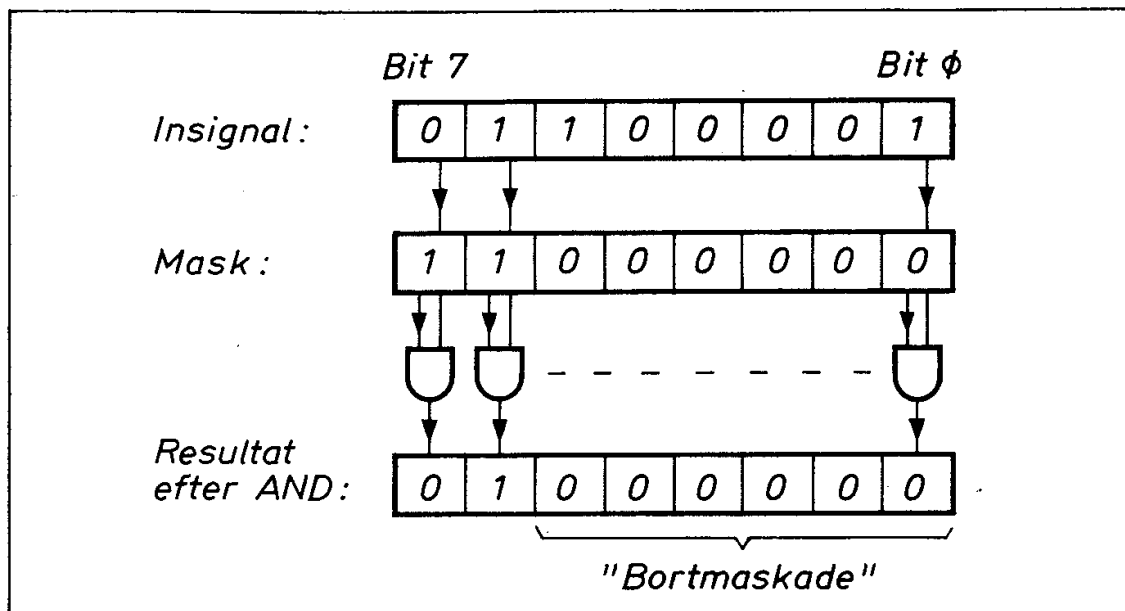 Bit 7 Bit ϕ
Insignal: 0 1 1 0 0 0 0 1
Mask: 1 1 0 0 0 0 0 0
Resultat
efter AND: 0 1 0 0 0 0 0 0
"Bortmaskade"